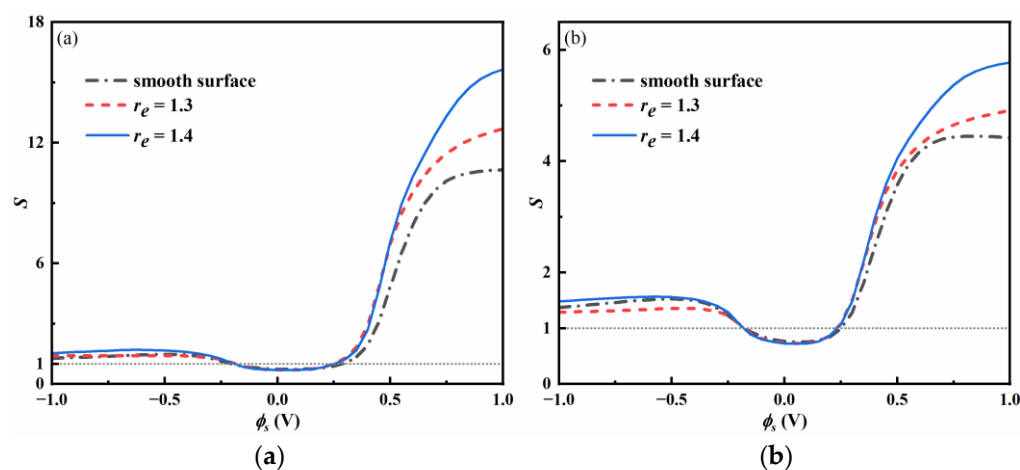 (a)
smooth surface
r_e = 1.3
r_e = 1.4
18
12
6
1
0
S
−1.0 −0.5 0.0 0.5 1.0
ϕ_s (V)
(a)
(b)
smooth surface
r_e = 1.3
r_e = 1.4
6
4
2
1
0
S
−1.0 −0.5 0.0 0.5 1.0
ϕ_s (V)
(b)